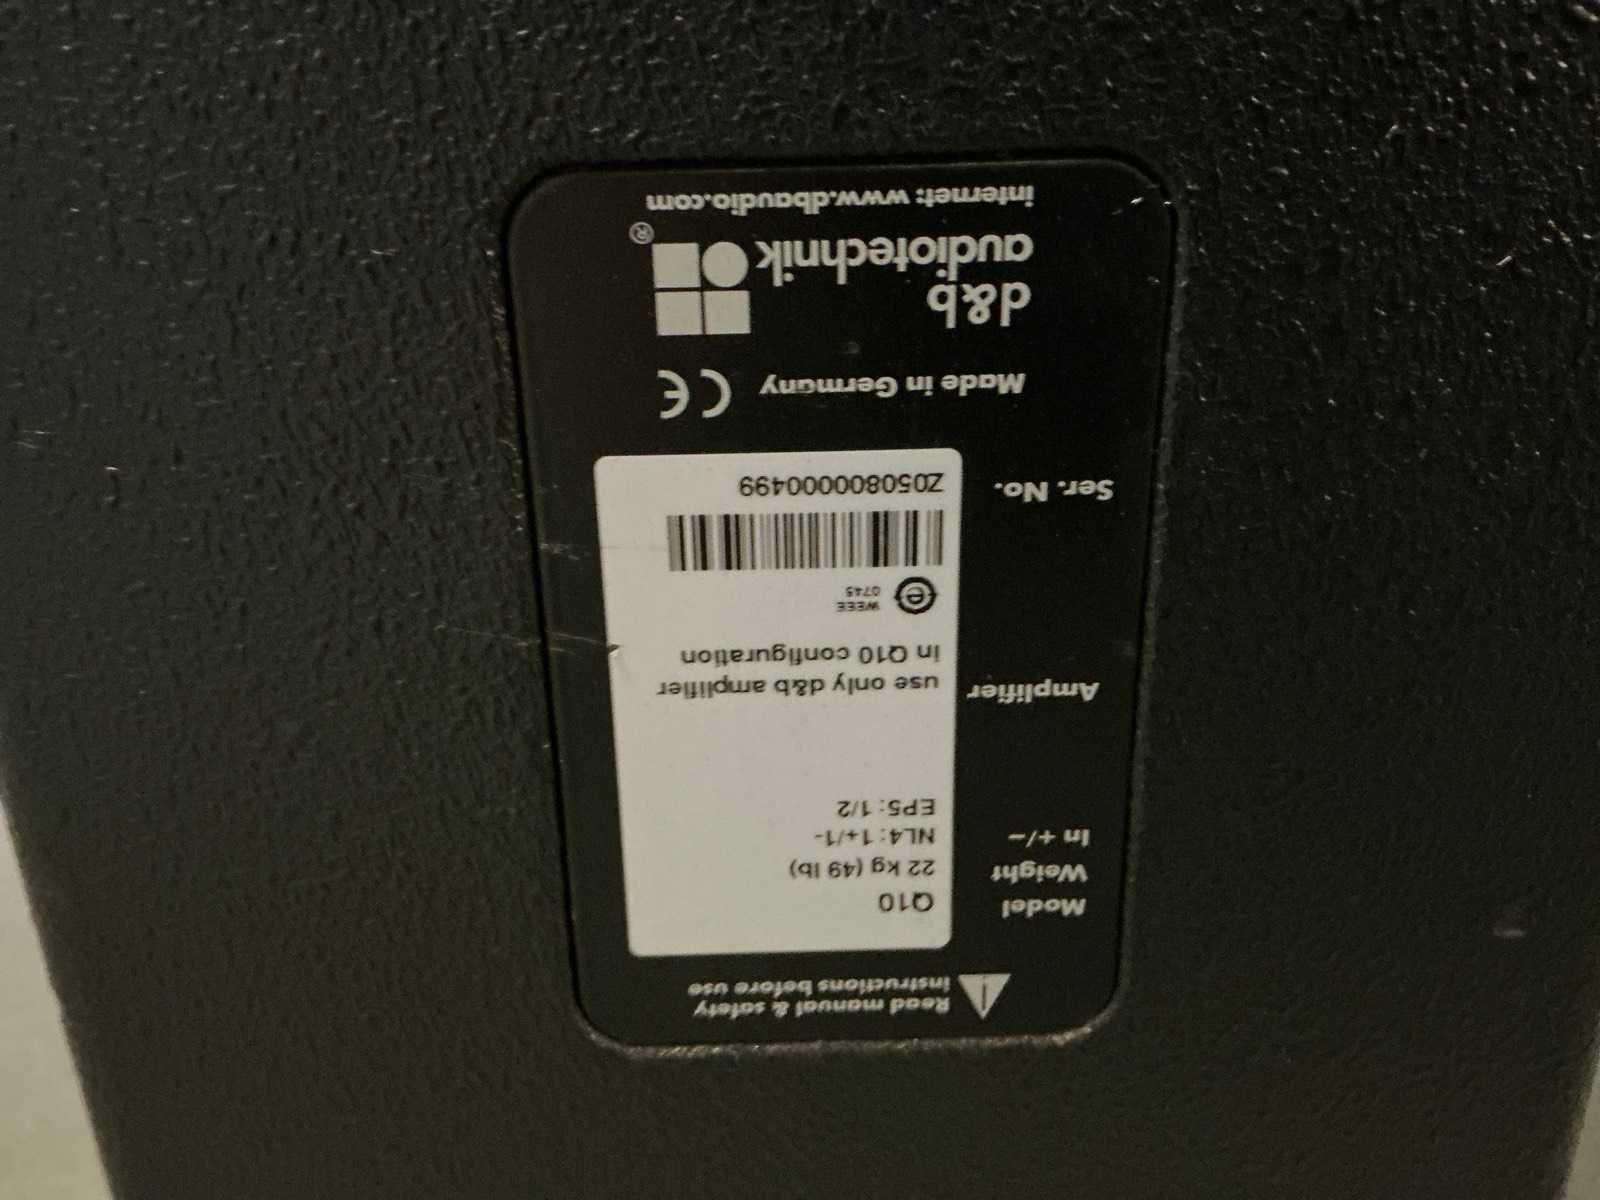 Read manual & safety
instructions before use
Model Q10
Weight 22 kg (49 lb)
In +/− NL4: 1+/1-
EP5: 1/2
Amplifier use only d&b amplifier
in Q10 configuration
WEEE
0745
Ser. No. Z050800000499
Made in Germany CE
d&b
audiotechnik ®
internet: www.dbaudio.com